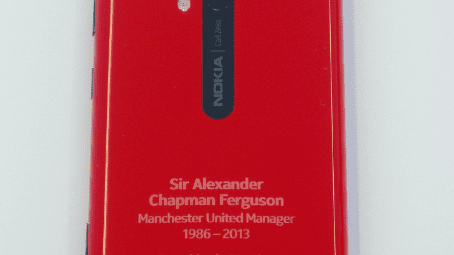 NOKIA | Carl Zeiss
Sir Alexander
Chapman Ferguson
Manchester United Manager
1986 – 2013